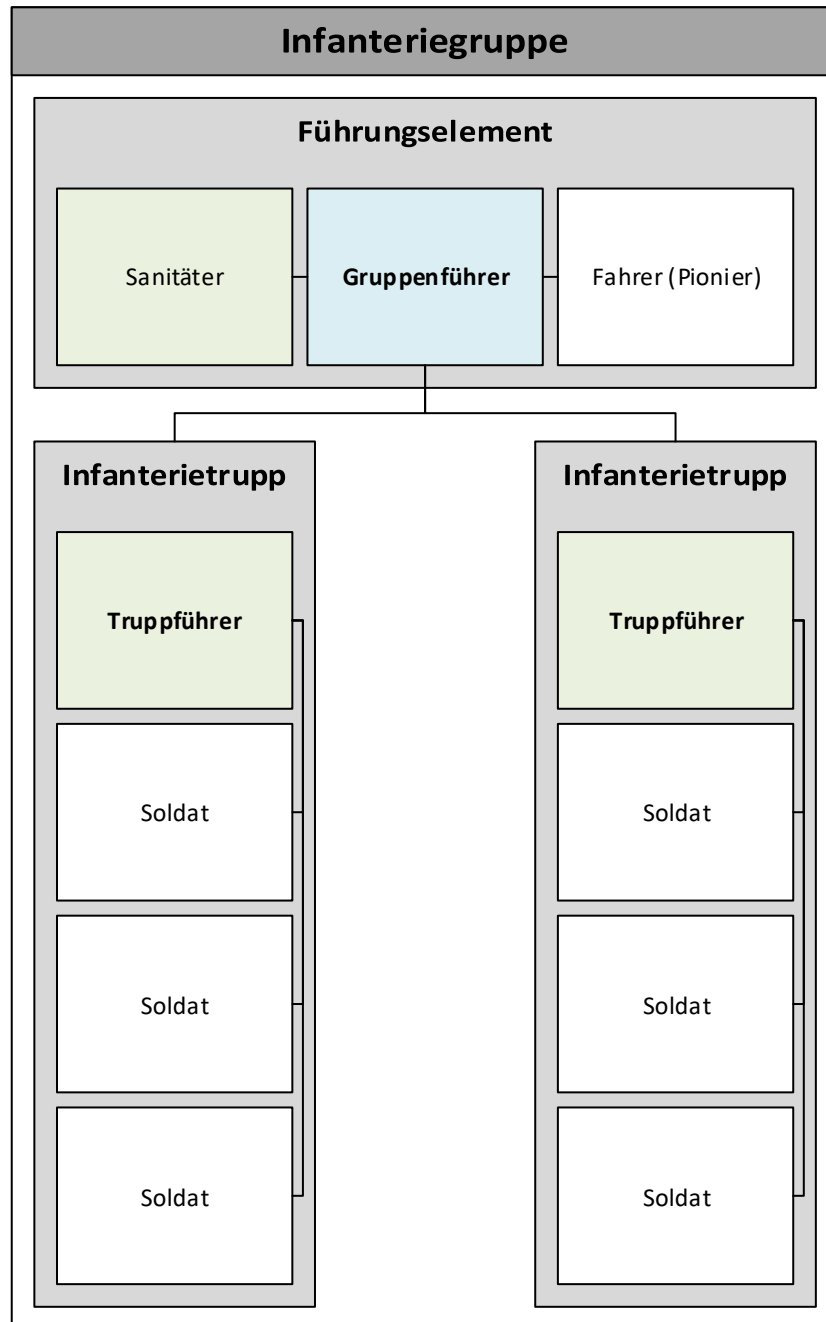 Infanteriegruppe
Führungselement
Sanitäter
Gruppenführer
Fahrer (Pionier)
Infanterietrupp
Truppführer
Soldat
Soldat
Soldat
Infanterietrupp
Truppführer
Soldat
Soldat
Soldat